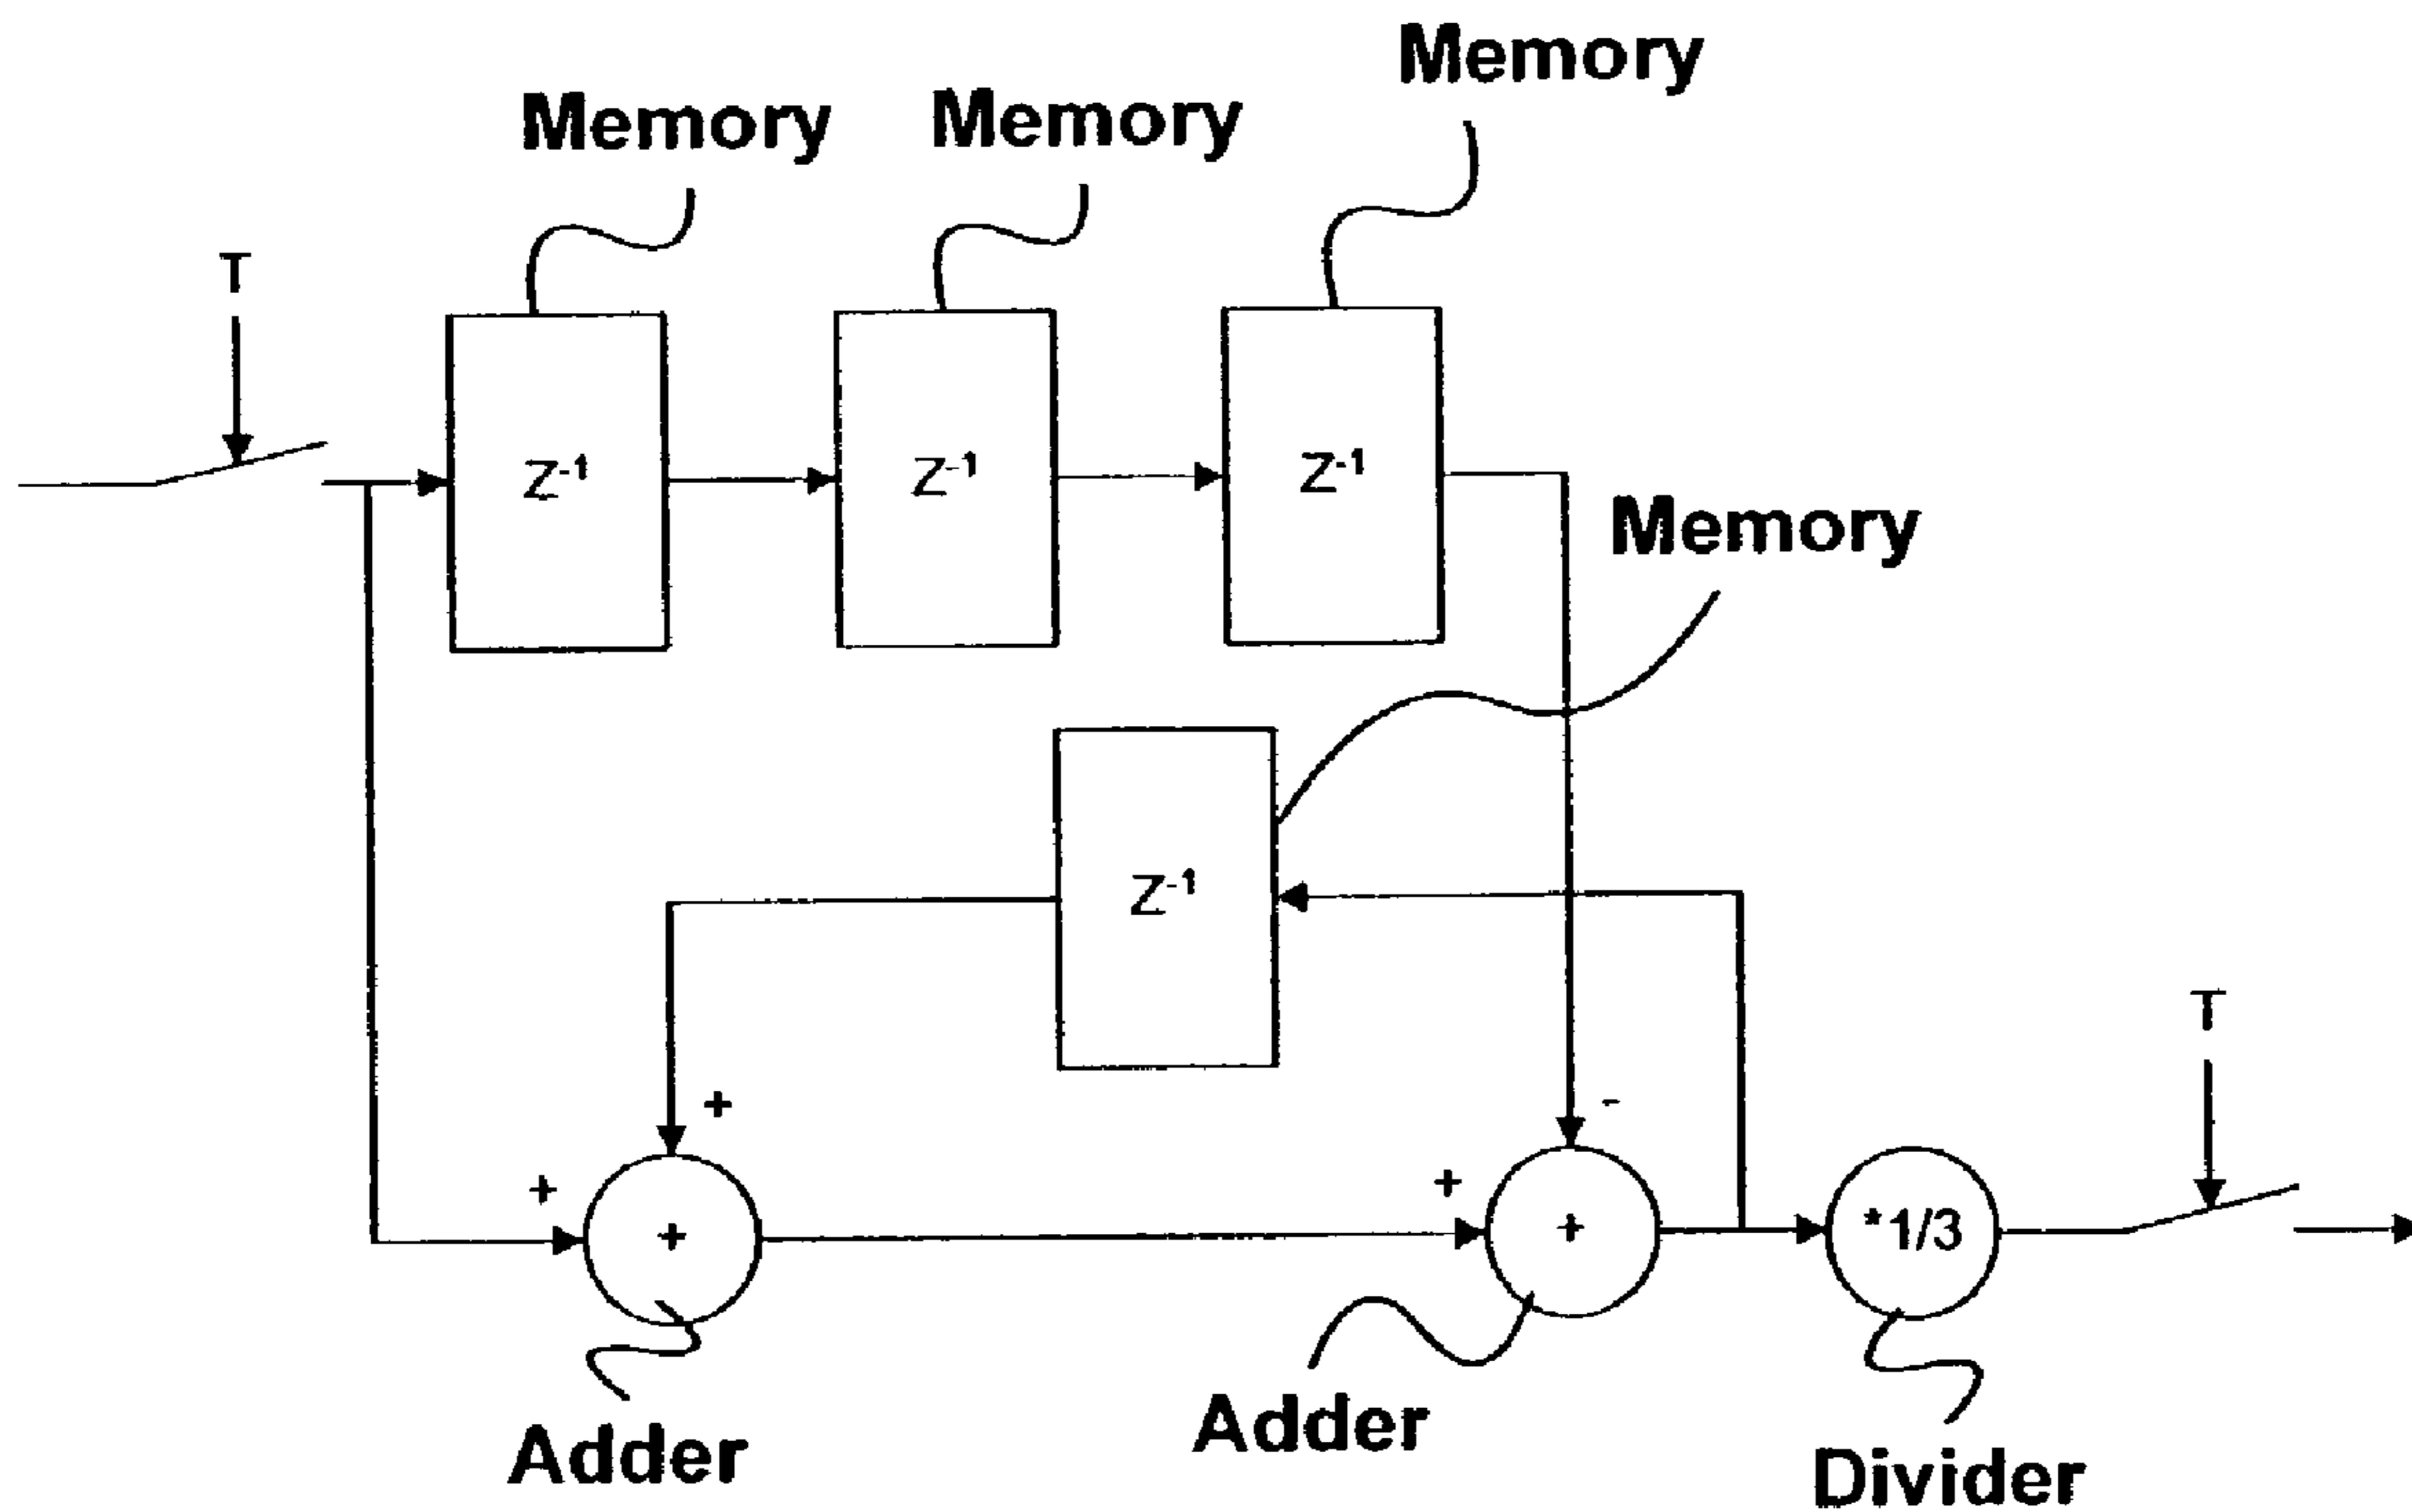 Memory
Memory
Memory
T
Z-1
Z-1
Z-1
Memory
Z-1
T
+
-
+
+
+
+
*1/3
Adder
Adder
Divider